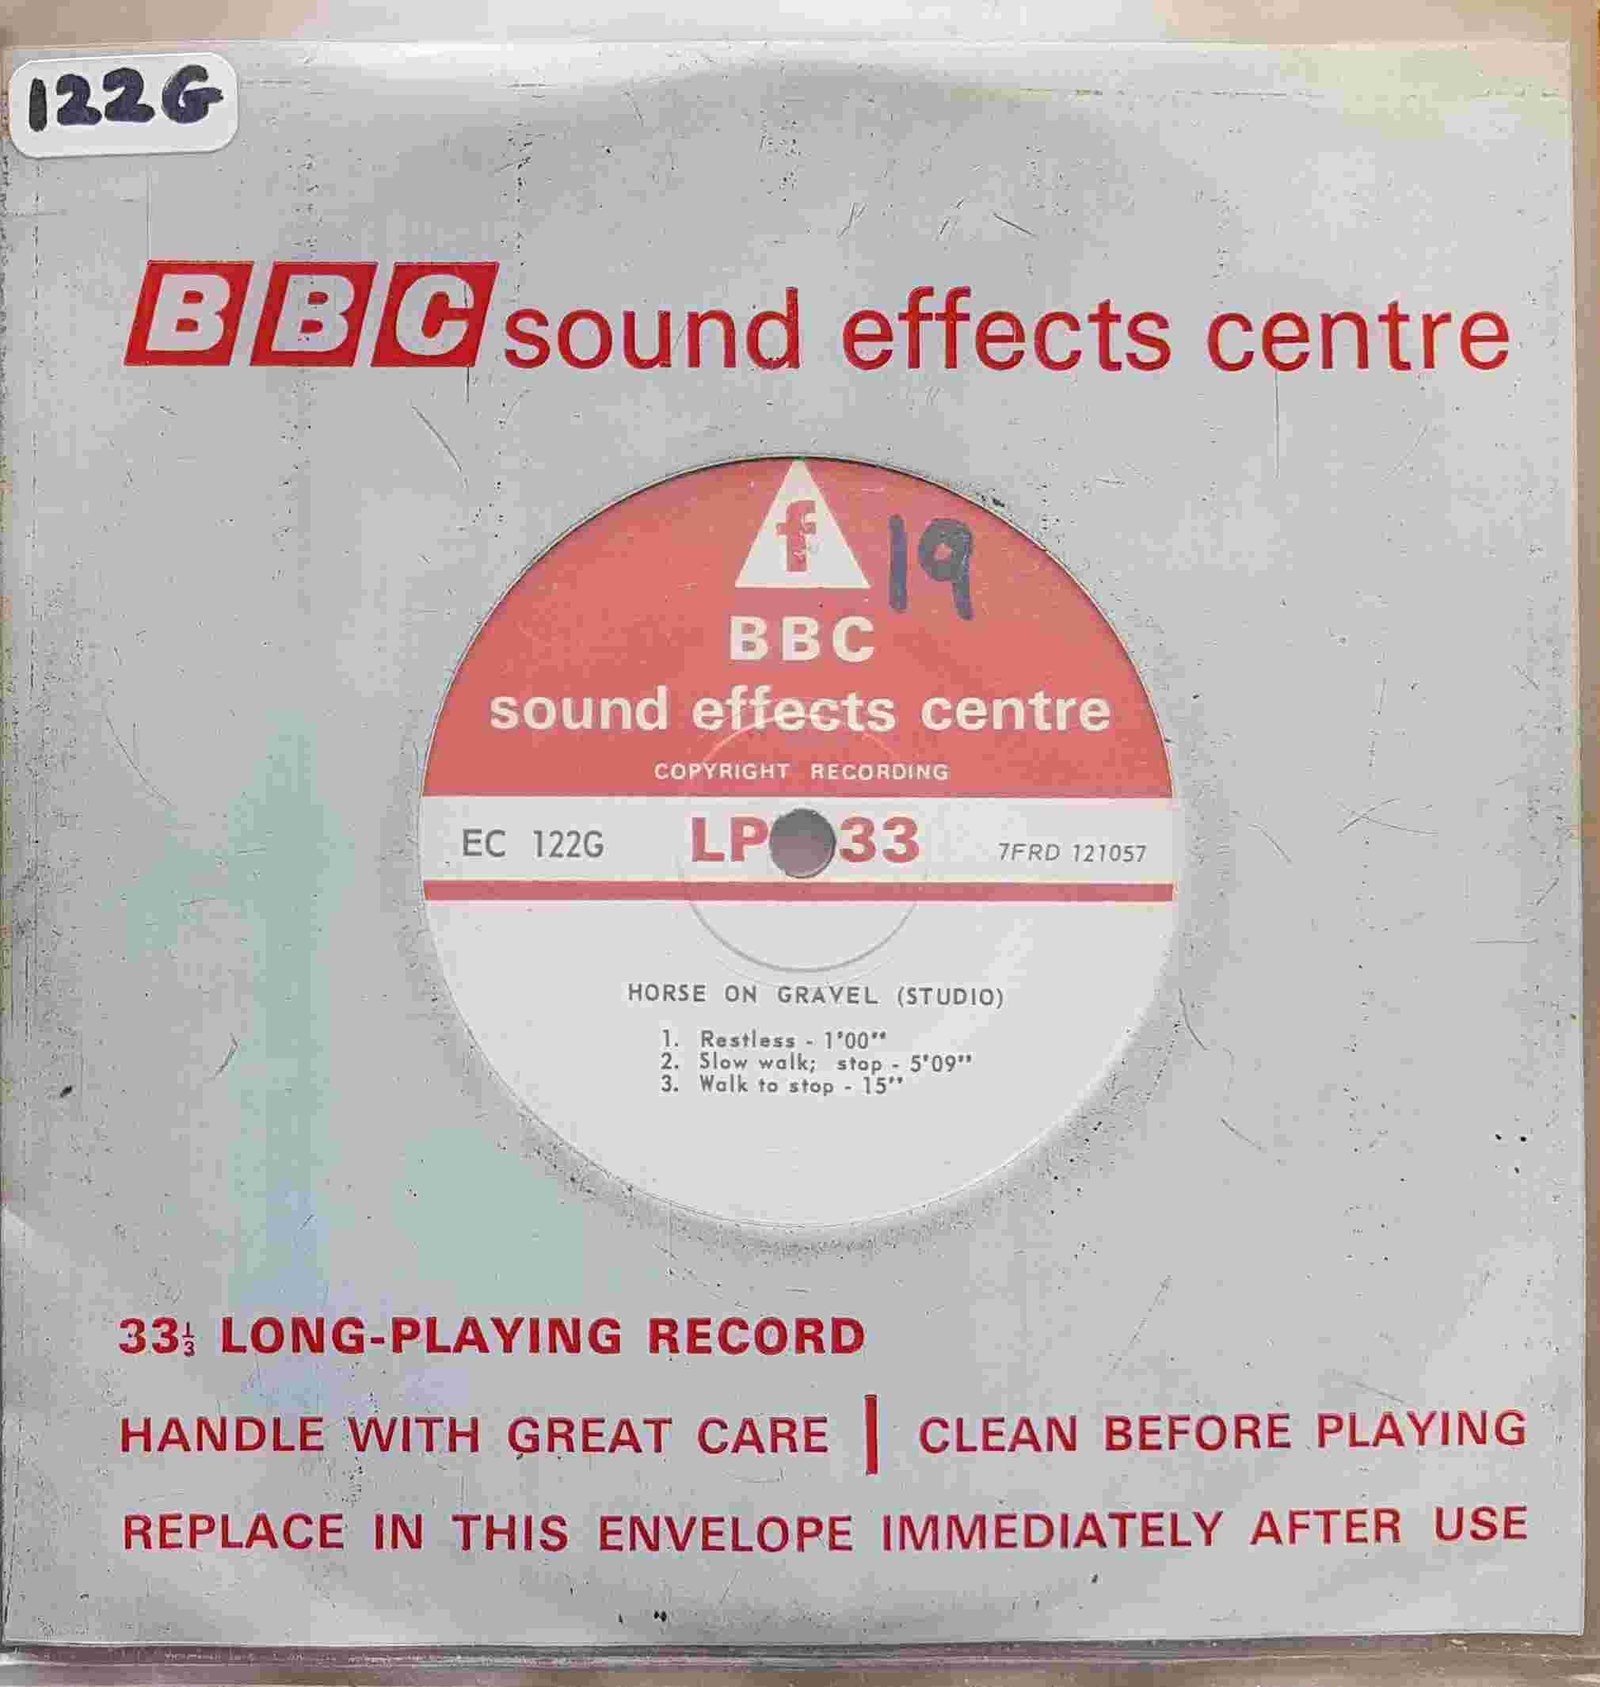 122G
BBC sound effects centre
f
19
BBC
sound effects centre
COPYRIGHT RECORDING
EC 122G LP 33 7FRD 121057
HORSE ON GRAVEL (STUDIO)
1. Restless - 1'00"
2. Slow walk; stop - 5'09"
3. Walk to stop - 15"
33⅓ LONG-PLAYING RECORD
HANDLE WITH GREAT CARE | CLEAN BEFORE PLAYING
REPLACE IN THIS ENVELOPE IMMEDIATELY AFTER USE